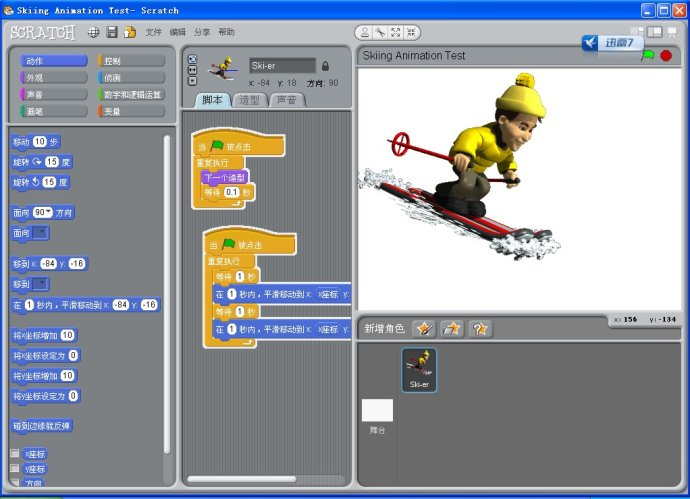 Skiing Animation Test- Scratch
SCRATCH
文件 编辑 分享 帮助
动作 控制
外观 侦测
声音 数字和逻辑运算
画笔 变量
移动 10 步
旋转 15 度
旋转 15 度
面向 90 方向
面向
移到 x: -84 y: -16
移到
在 1 秒内,平滑移动到 x: -84 y: -16
将x坐标增加 10
将x坐标设定为 0
将y坐标增加 10
将y坐标设定为 0
碰到边缘就反弹
x座标
y座标
方向
Ski-er
x: -84 y: 18 方向: 90
脚本 造型 声音
当 被点击
重复执行
下一个造型
等待 0.1 秒
当 被点击
重复执行
等待 1 秒
在 1 秒内,平滑移动到 x: x座标 y:
等待 1 秒
在 1 秒内,平滑移动到 x: x座标 y:
迅雷7
Skiing Animation Test
x: 156 y: -134
新增角色
Ski-er
舞台